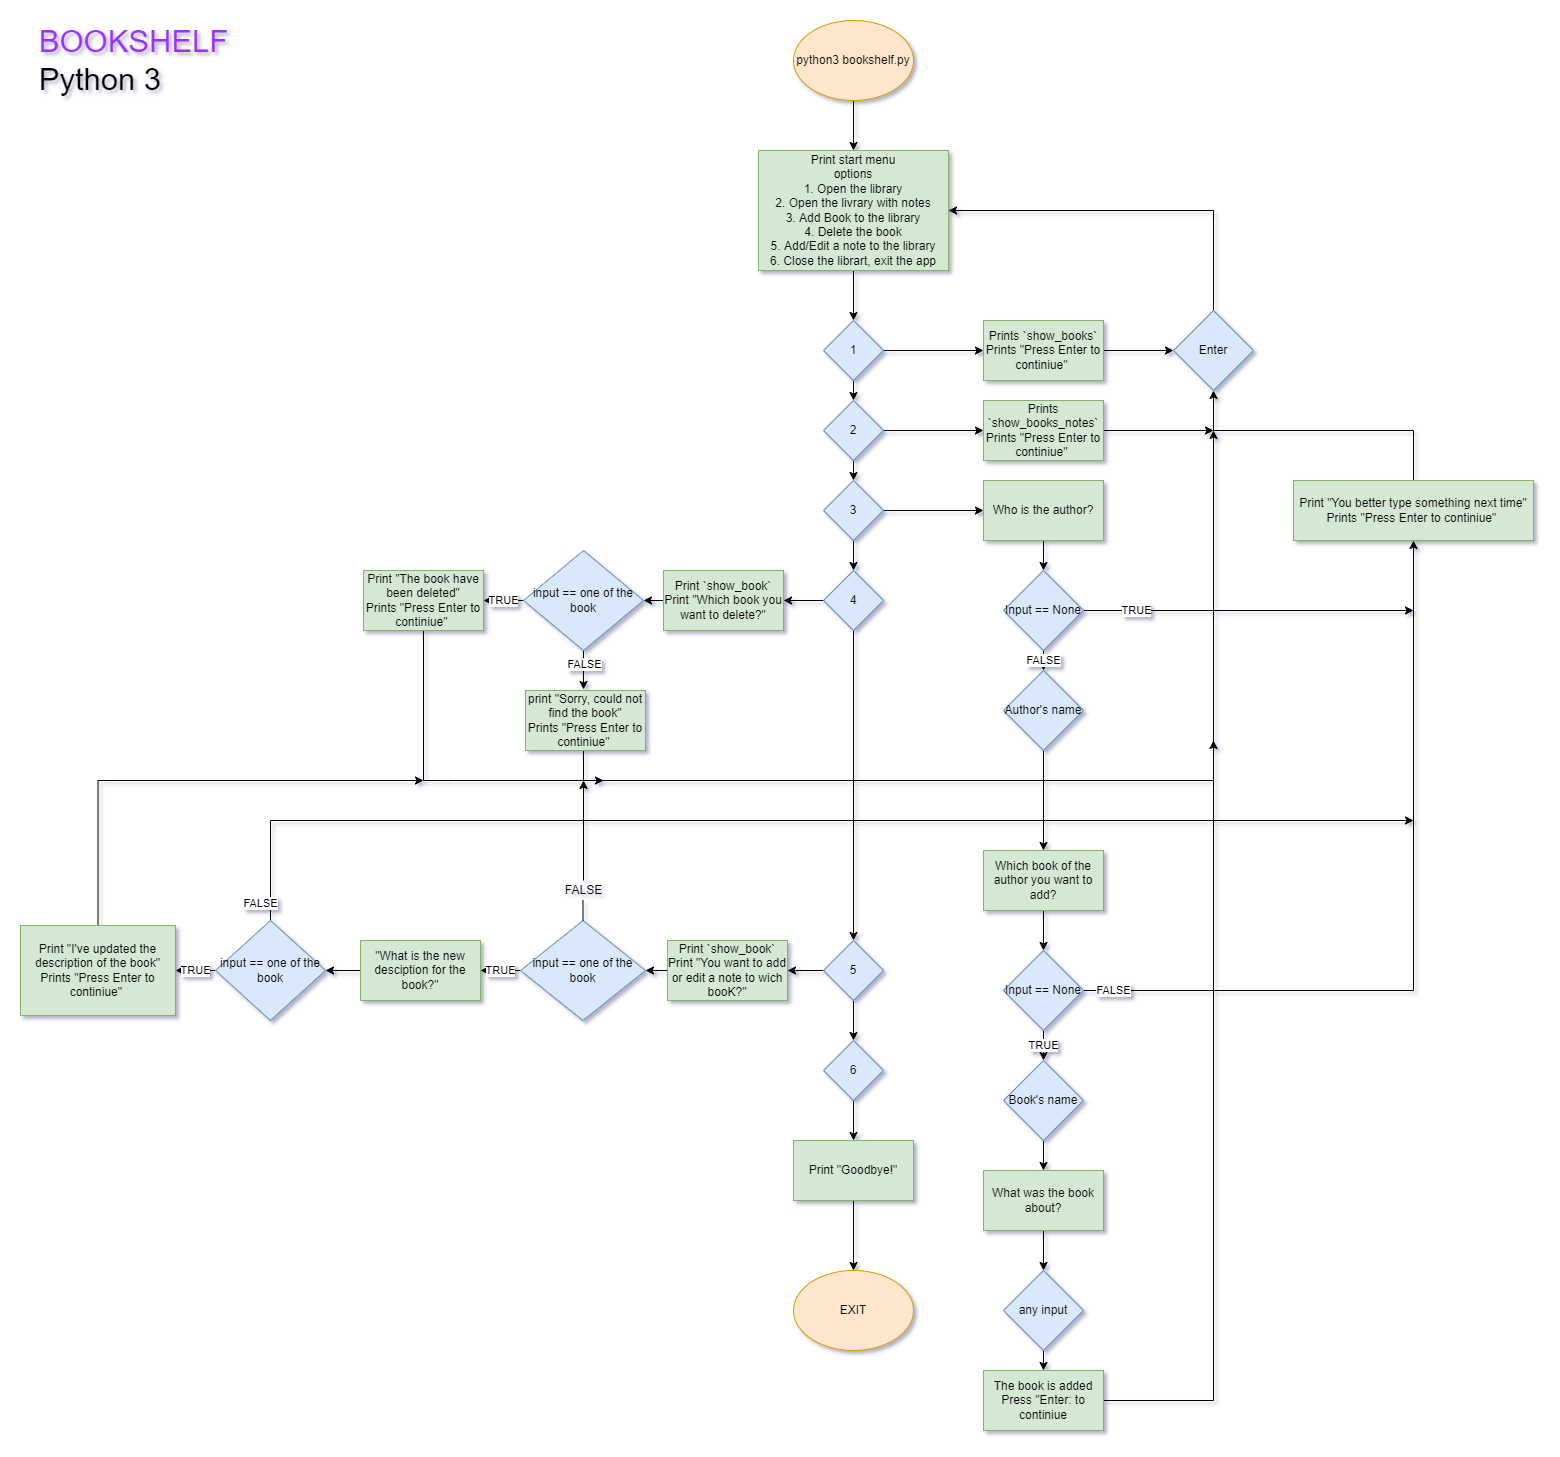 BOOKSHELF
Python 3
python3 bookshelf.py
Print start menu
options
1. Open the library
2. Open the livrary with notes
3. Add Book to the library
4. Delete the book
5. Add/Edit a note to the library
6. Close the librart, exit the app
1
Prints `show_books`
Prints "Press Enter to
continiue"
Enter
2
Prints
`show_books_notes`
Prints "Press Enter to
continiue"
3
Who is the author?
Print "You better type something next time"
Prints "Press Enter to continiue"
Print "The book have
been deleted"
Prints "Press Enter to
continiue"
TRUE
input == one of the
book
Print `show_book`
Print "Which book you
want to delete?"
4
Input == None
TRUE
FALSE
FALSE
print "Sorry, could not
find the book"
Prints "Press Enter to
continiue"
Author's name
Which book of the
author you want to
add?
FALSE
FALSE
Print "I've updated the
description of the book"
Prints "Press Enter to
continiue"
TRUE
input == one of the
book
"What is the new
desciption for the
book?"
TRUE
input == one of the
book
Print `show_book`
Print "You want to add
or edit a note to wich
booK?"
5
Input == None
FALSE
TRUE
6
Book's name
Print "Goodbye!"
What was the book
about?
EXIT
any input
The book is added
Press "Enter: to
continiue